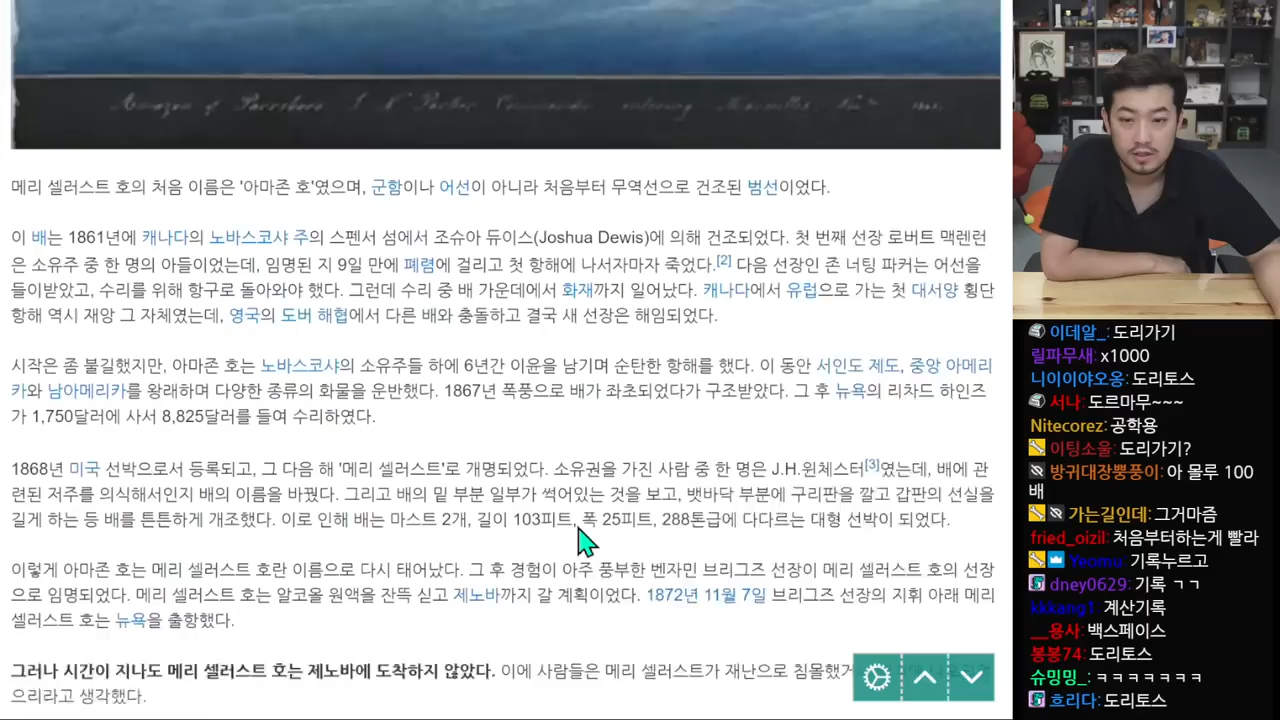 Amazon of Parrsboro
메리 셀러스트 호의 처음 이름은 '아마존 호'였으며, 군함이나 어선이 아니라 처음부터 무역선으로 건조된 범선이었다.
이 배는 1861년에 캐나다의 노바스코샤 주의 스펜서 섬에서 조슈아 듀이스(Joshua Dewis)에 의해 건조되었다. 첫 번째 선장 로버트 맥렌런
은 소유주 중 한 명의 아들이었는데, 임명된 지 9일 만에 폐렴에 걸리고 첫 항해에 나서자마자 죽었다.[2] 다음 선장인 존 너팅 파커는 어선을
들이받았고, 수리를 위해 항구로 돌아와야 했다. 그런데 수리 중 배 가운데에서 화재까지 일어났다. 캐나다에서 유럽으로 가는 첫 대서양 횡단
항해 역시 재앙 그 자체였는데, 영국의 도버 해협에서 다른 배와 충돌하고 결국 새 선장은 해임되었다.
시작은 좀 불길했지만, 아마존 호는 노바스코샤의 소유주들 하에 6년간 이윤을 남기며 순탄한 항해를 했다. 이 동안 서인도 제도, 중앙 아메리
카와 남아메리카를 왕래하며 다양한 종류의 화물을 운반했다. 1867년 폭풍으로 배가 좌초되었다가 구조받았다. 그 후 뉴욕의 리차드 하인즈
가 1,750달러에 사서 8,825달러를 들여 수리하였다.
1868년 미국 선박으로서 등록되고, 그 다음 해 '메리 셀러스트'로 개명되었다. 소유권을 가진 사람 중 한 명은 J.H.윈체스터[3]였는데, 배에 관
련된 저주를 의식해서인지 배의 이름을 바꿨다. 그리고 배의 밑 부분 일부가 썩어있는 것을 보고, 뱃바닥 부분에 구리판을 깔고 갑판의 선실을
길게 하는 등 배를 튼튼하게 개조했다. 이로 인해 배는 마스트 2개, 길이 103피트, 폭 25피트, 288톤급에 다다르는 대형 선박이 되었다.
이렇게 아마존 호는 메리 셀러스트 호란 이름으로 다시 태어났다. 그 후 경험이 아주 풍부한 벤자민 브리그즈 선장이 메리 셀러스트 호의 선장
으로 임명되었다. 메리 셀러스트 호는 알코올 원액을 잔뜩 싣고 제노바까지 갈 계획이었다. 1872년 11월 7일 브리그즈 선장의 지휘 아래 메리
셀러스트 호는 뉴욕을 출항했다.
그러나 시간이 지나도 메리 셀러스트 호는 제노바에 도착하지 않았다. 이에 사람들은 메리 셀러스트가 재난으로 침몰했거
으리라고 생각했다.
이데알_: 도리가기
릴파무새: x1000
니이이야오옹: 도리토스
서나: 도르마무~~~
Nitecorez: 공학용
이팅소울: 도리가기?
방귀대장뿡풍이: 아 몰루 100
배
가는길인데: 그거마즘
fried_oizil: 처음부터하는게 빨라
Yeomu: 기록누르고
dney0629: 기록 ㄱㄱ
kkkang1: 계산기록
__용사: 백스페이스
봉봉74: 도리토스
슈밍밍_: ㅋㅋㅋㅋㅋㅋㅋ
흐리다: 도리토스